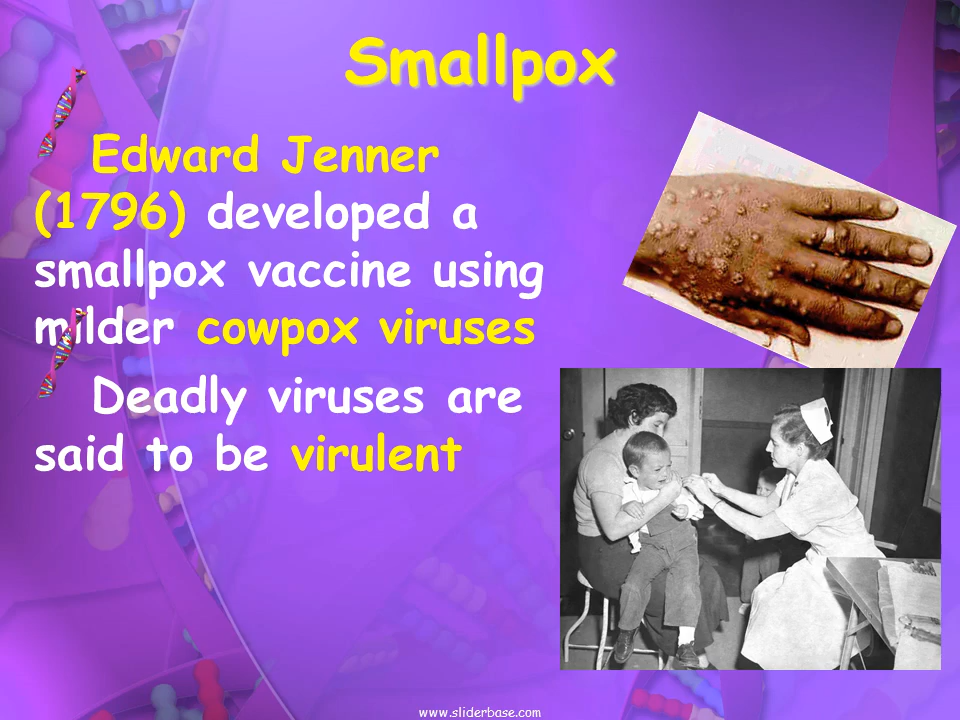 Smallpox
Edward Jenner
(1796) developed a
smallpox vaccine using
milder cowpox viruses
Deadly viruses are
said to be virulent
www.sliderbase.com